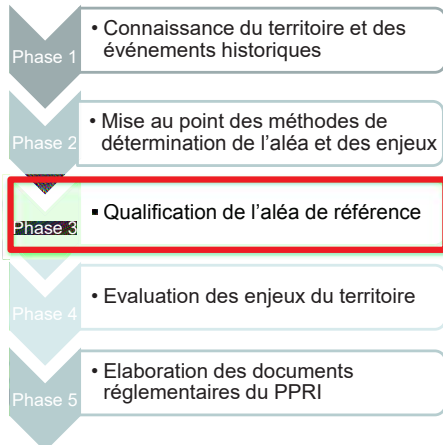 Phase 1
• Connaissance du territoire et des
événements historiques
Phase 2
• Mise au point des méthodes de
détermination de l'aléa et des enjeux
Phase 3
▪ Qualification de l'aléa de référence
Phase 4
• Evaluation des enjeux du territoire
Phase 5
• Elaboration des documents
réglementaires du PPRI